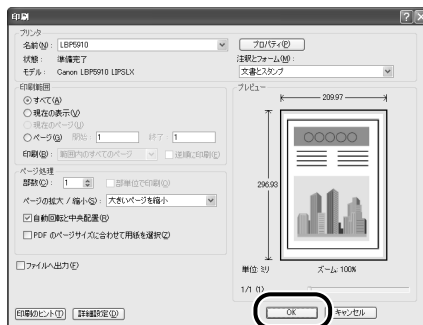 印刷
プリンタ
名前(N): LBP5910 プロパティ(P)
状態: 準備完了 注釈とフォーム(M):
モデル: Canon LBP5910 LIPSLX 文書とスタンプ
印刷範囲 プレビュー
すべて(A)
現在の表示(V)
現在のページ(U)
ページ(G) 開始: 1 終了: 1
印刷(R): 範囲内のすべてのページ 逆順に印刷(E)
ページ処理
部数(C): 1 部単位で印刷(O)
ページの拡大 / 縮小(S): 大きいページを縮小
自動回転と中央配置(R)
PDF のページサイズに合わせて用紙を選択(Z)
ファイルへ出力(F)
209.97
296.93
単位: ミリ ズーム: 100%
1/1 (1)
印刷のヒント(T) 詳細設定(D) OK キャンセル